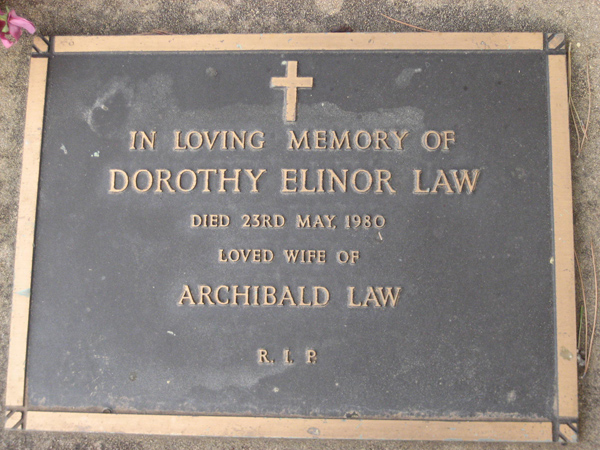 IN LOVING MEMORY OF
DOROTHY ELINOR LAW
DIED 23RD MAY, 1980
LOVED WIFE OF
ARCHIBALD LAW
R. I. P.